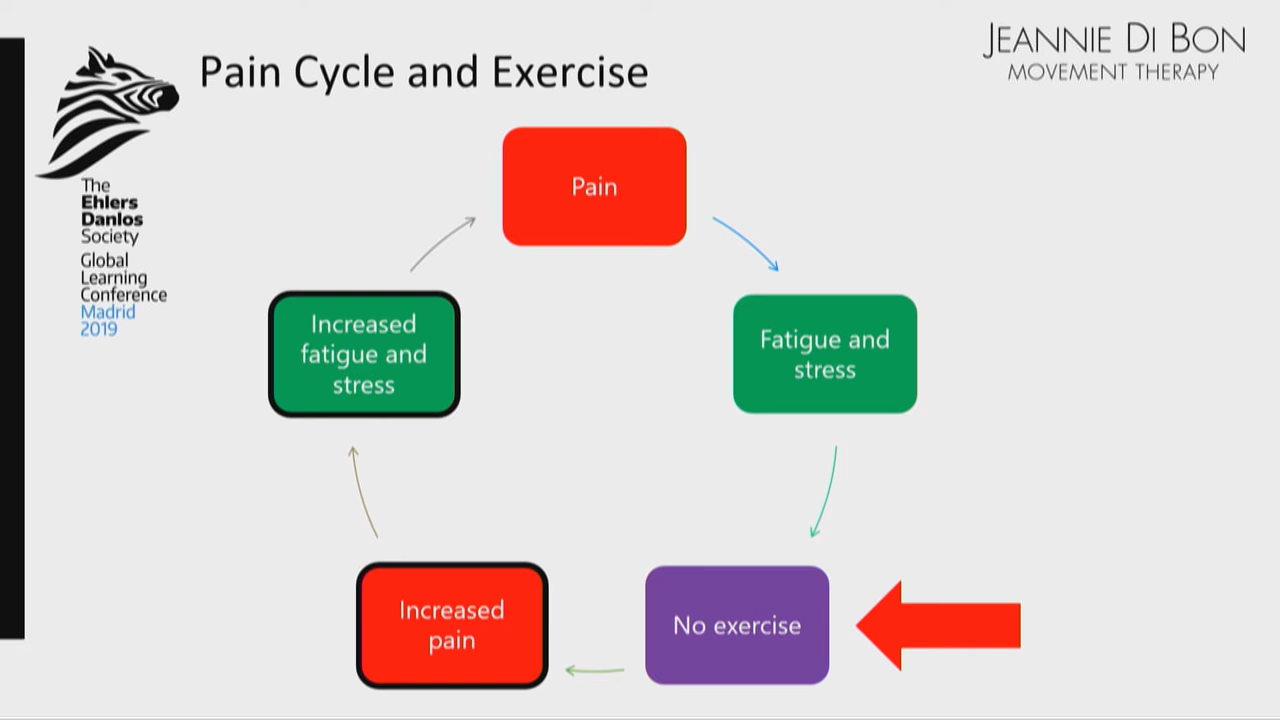 Pain Cycle and Exercise
JEANNIE DI BON
MOVEMENT THERAPY
The
Ehlers
Danlos
Society
Global
Learning
Conference
Madrid
2019
Pain
Fatigue and
stress
No exercise
Increased
pain
Increased
fatigue and
stress